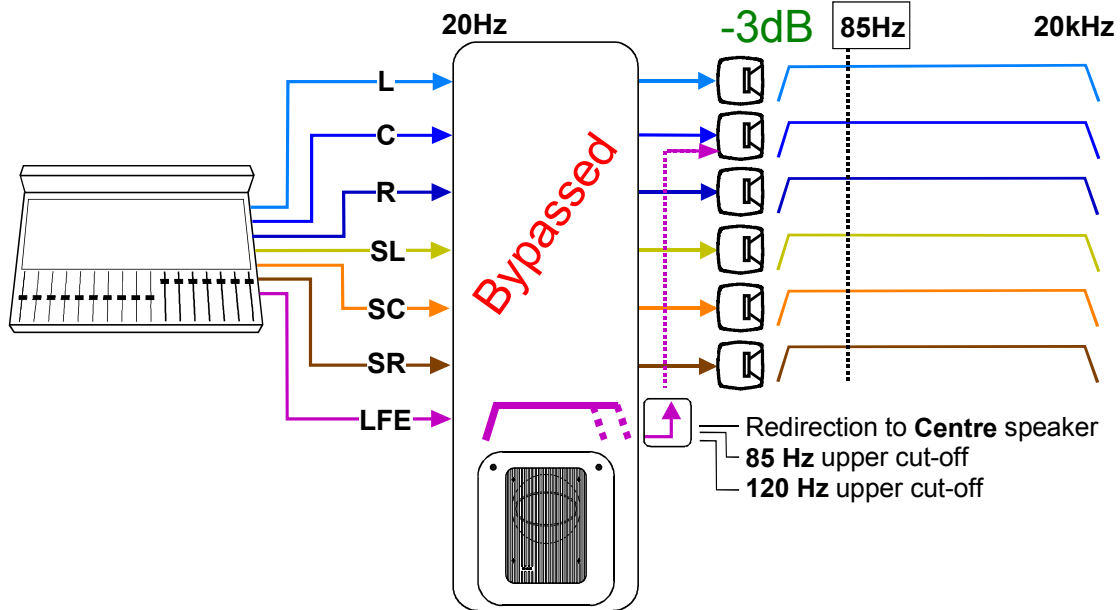 20Hz
-3dB
85Hz
20kHz
L
C
R
SL
SC
SR
LFE
Bypassed
Redirection to Centre speaker
85 Hz upper cut-off
120 Hz upper cut-off